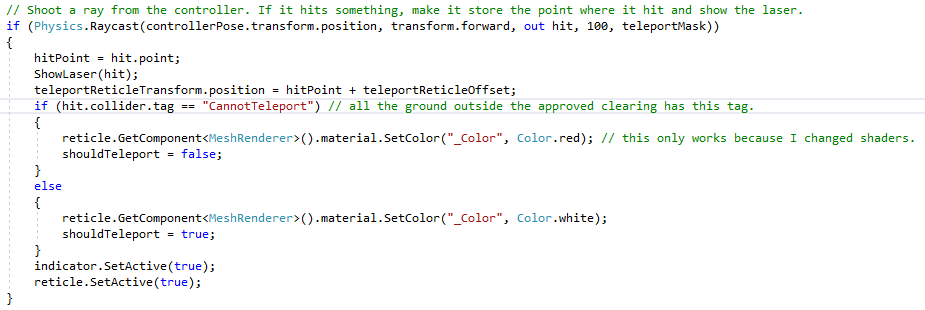 // Shoot a ray from the controller. If it hits something, make it store the point where it hit and show the laser.
if (Physics.Raycast(controllerPose.transform.position, transform.forward, out hit, 100, teleportMask))
{
    hitPoint = hit.point;
    ShowLaser(hit);
    teleportReticleTransform.position = hitPoint + teleportReticleOffset;
    if (hit.collider.tag == "CannotTeleport") // all the ground outside the approved clearing has this tag.
    {
        reticle.GetComponent<MeshRenderer>().material.SetColor("_Color", Color.red); // this only works because I changed shaders.
        shouldTeleport = false;
    }
    else
    {
        reticle.GetComponent<MeshRenderer>().material.SetColor("_Color", Color.white);
        shouldTeleport = true;
    }
    indicator.SetActive(true);
    reticle.SetActive(true);
}